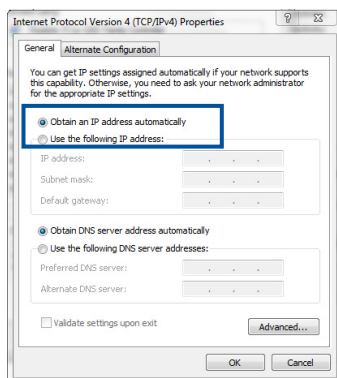 Internet Protocol Version 4 (TCP/IPv4) Properties
General
Alternate Configuration
You can get IP settings assigned automatically if your network supports
this capability. Otherwise, you need to ask your network administrator
for the appropriate IP settings.
Obtain an IP address automatically
Use the following IP address:
IP address:
Subnet mask:
Default gateway:
Obtain DNS server address automatically
Use the following DNS server addresses:
Preferred DNS server:
Alternate DNS server:
Validate settings upon exit
Advanced...
OK
Cancel